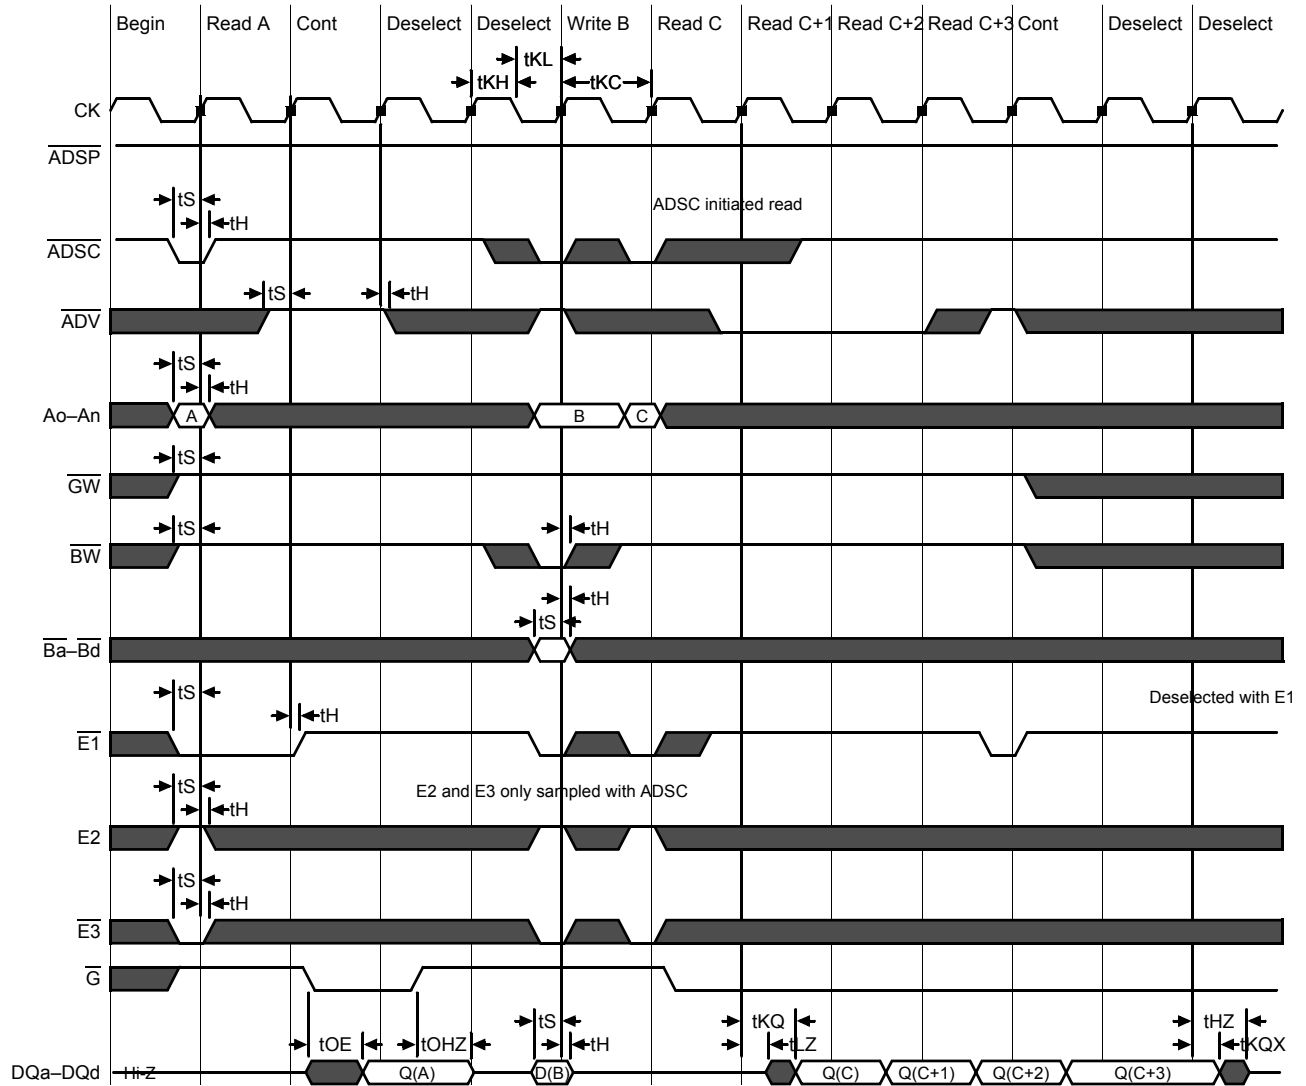 Begin Read A Cont Deselect Deselect Write B Read C Read C+1 Read C+2 Read C+3 Cont Deselect Deselect
tKL
tKH tKC
CK
ADSP
tS
ADSC initiated read
tH
ADSC
tS tH
ADV
tS
tH
Ao–An A B C
tS
GW
tS tH
BW
tH
tS
Ba–Bd
tS
Deselected with E1
tH
E1
tS
E2 and E3 only sampled with ADSC
tH
E2
tS
tH
E3
G
tS tKQ tHZ
tOE tOHZ tH tLZ tKQX
DQa–DQd Hi-Z Q(A) D(B) Q(C) Q(C+1) Q(C+2) Q(C+3)